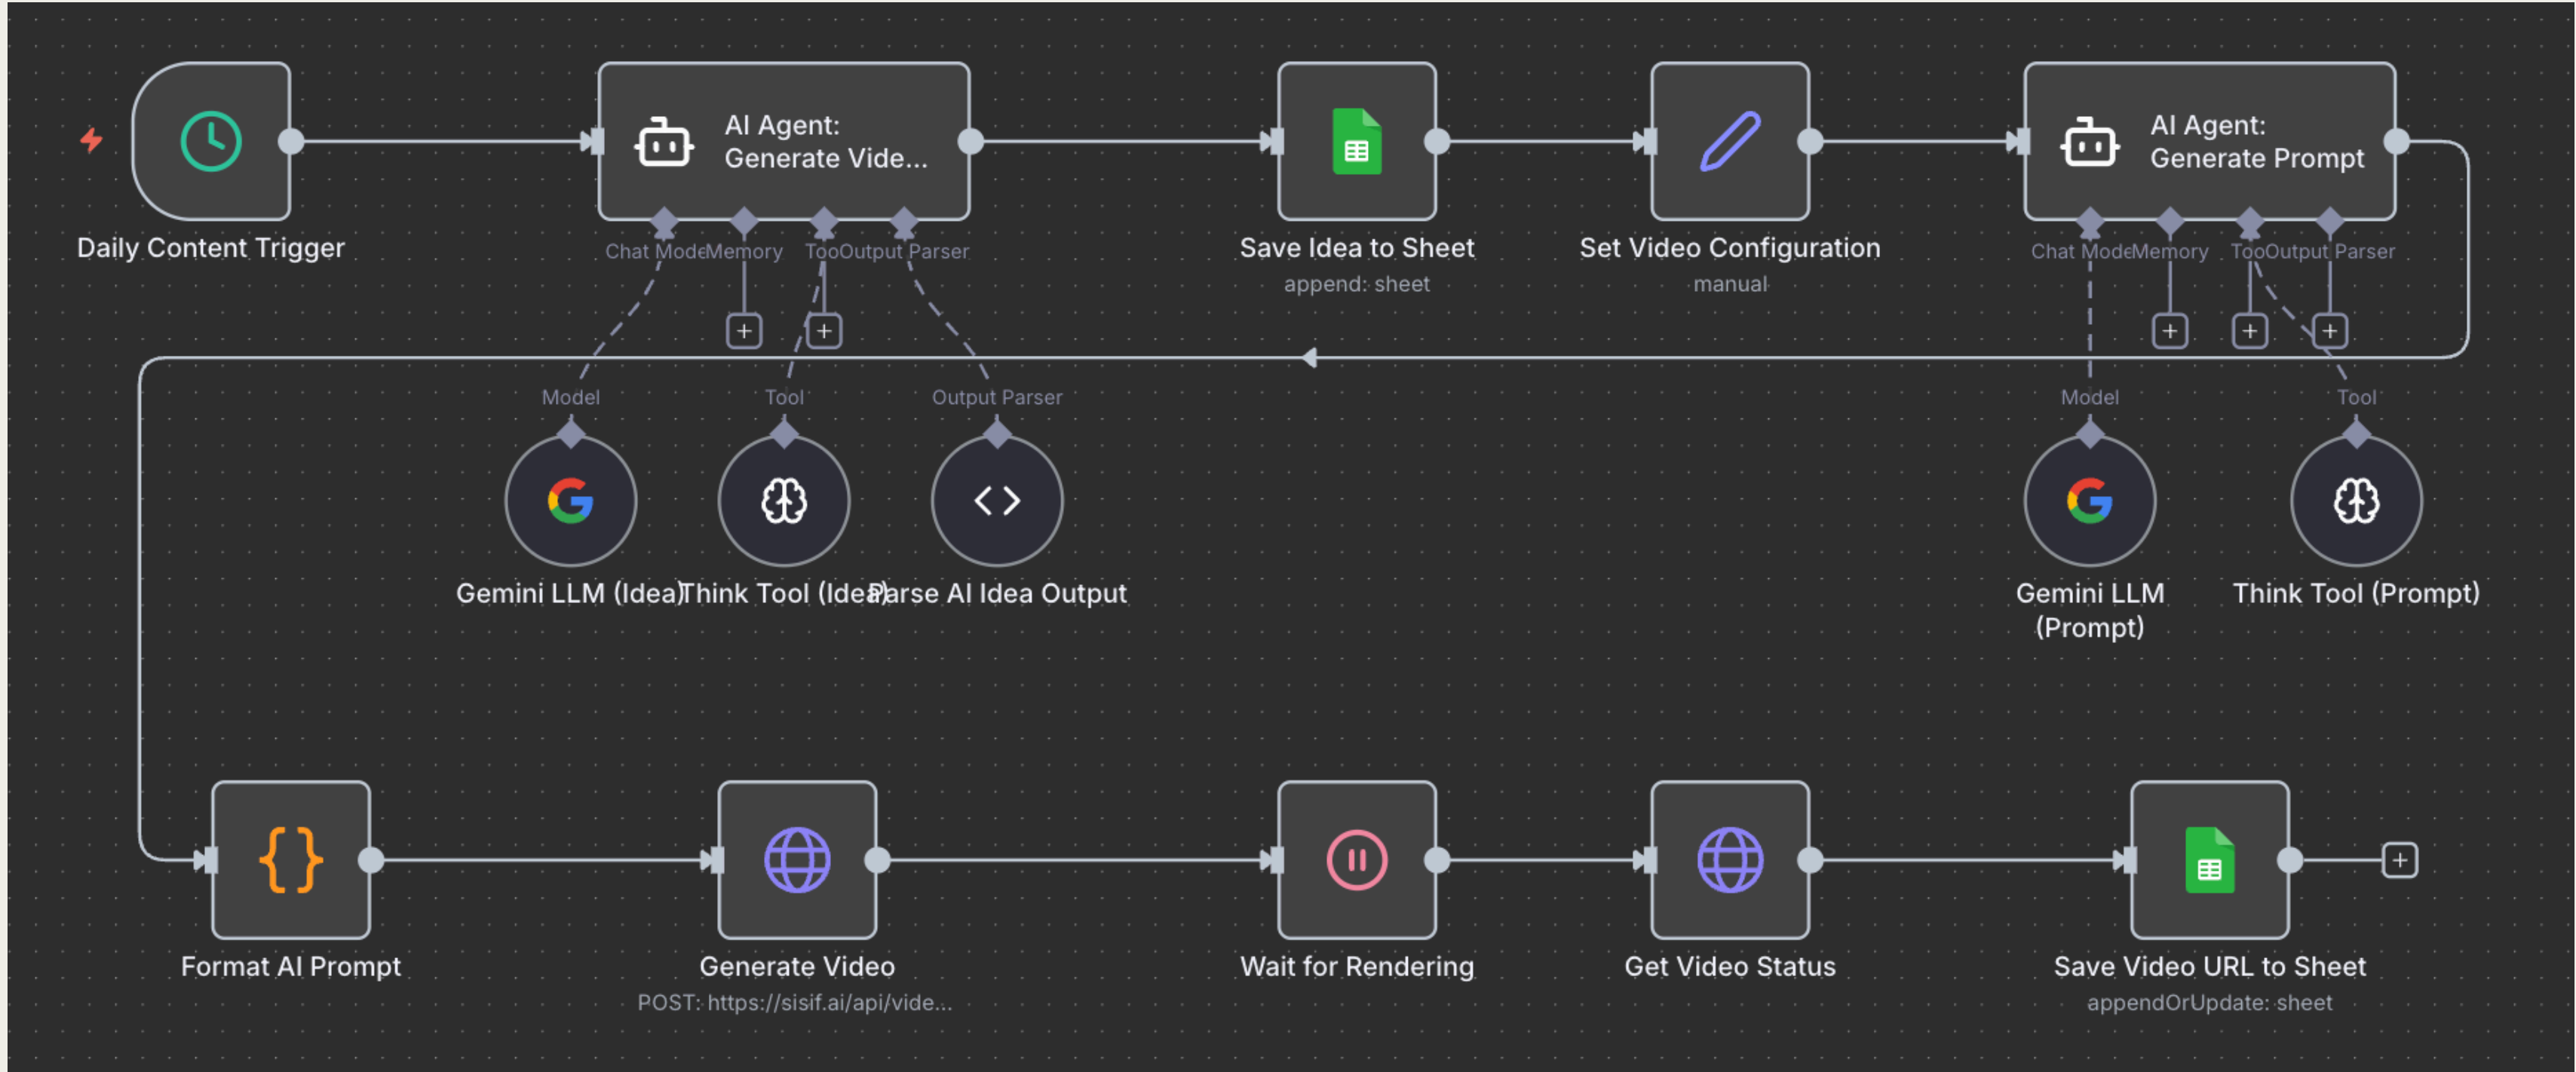 AI Agent:
Generate Vide...
AI Agent:
Generate Prompt
Daily Content Trigger
Chat Mode
Memory
Too
Output Parser
Save Idea to Sheet
append: sheet
Set Video Configuration
manual
Chat Mode
Memory
Too
Output Parser
Model
Tool
Output Parser
Model
Tool
Gemini LLM (Idea)
Think Tool (Idea)
Parse AI Idea Output
Gemini LLM
(Prompt)
Think Tool (Prompt)
Format AI Prompt
Generate Video
POST: https://sisif.ai/api/vide...
Wait for Rendering
Get Video Status
Save Video URL to Sheet
appendOrUpdate: sheet